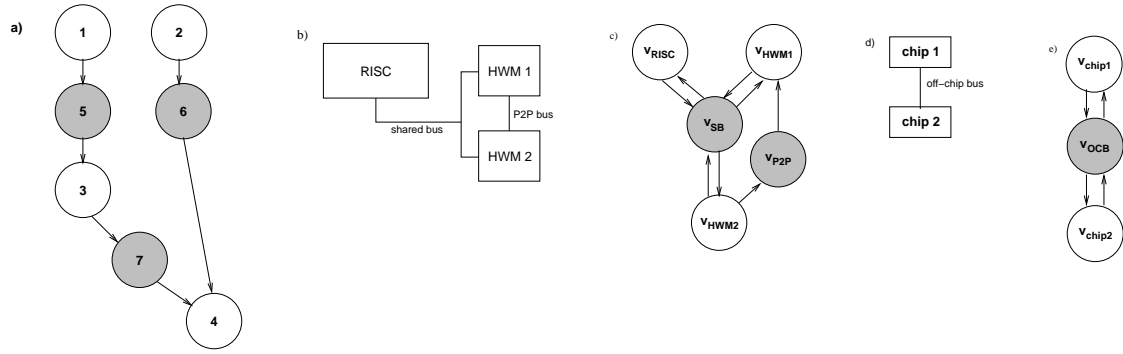 a)
1
2
5
6
3
7
4
b)
RISC
HWM 1
shared bus
P2P bus
HWM 2
c)
vRISC
vHWM1
vSB
vP2P
vHWM2
d)
chip 1
off-chip bus
chip 2
e)
vchip1
vOCB
vchip2